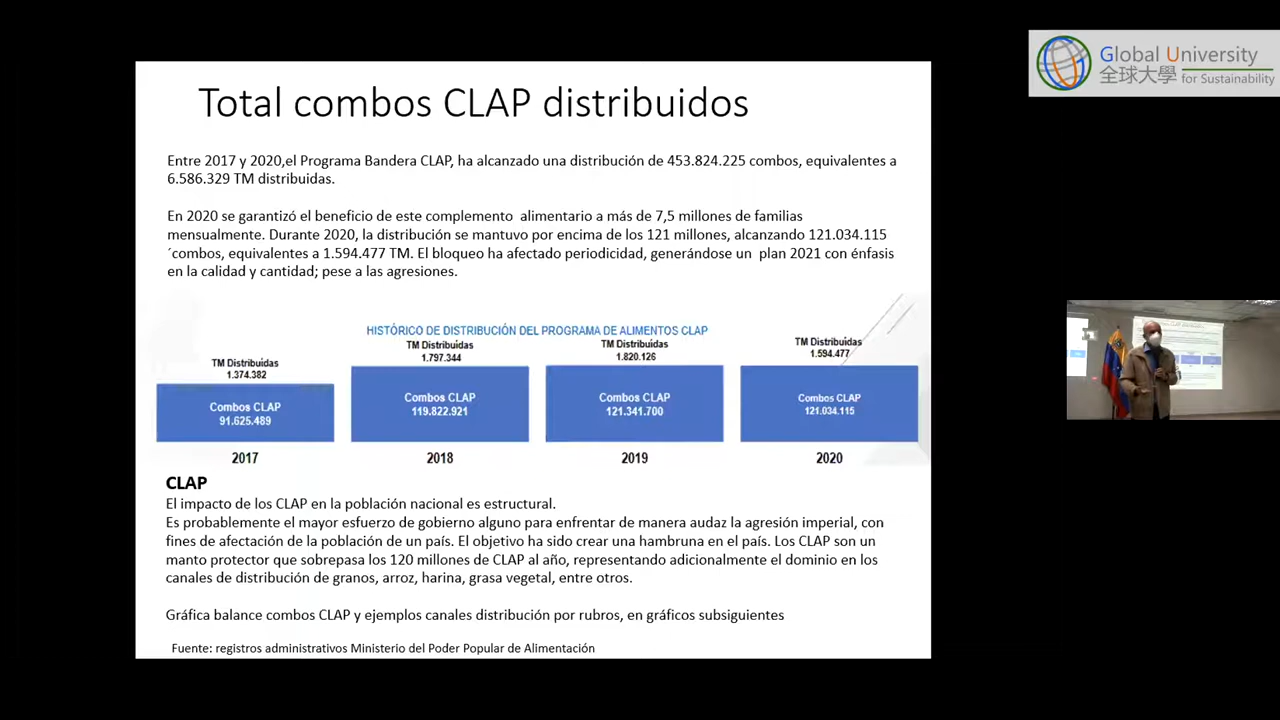 Total combos CLAP distribuidos
Global University
全球大學 for Sustainability
Entre 2017 y 2020,el Programa Bandera CLAP, ha alcanzado una distribución de 453.824.225 combos, equivalentes a
6.586.329 TM distribuidas.
En 2020 se garantizó el beneficio de este complemento alimentario a más de 7,5 millones de familias
mensualmente. Durante 2020, la distribución se mantuvo por encima de los 121 millones, alcanzando 121.034.115
´combos, equivalentes a 1.594.477 TM. El bloqueo ha afectado periodicidad, generándose un plan 2021 con énfasis
en la calidad y cantidad; pese a las agresiones.
HISTÓRICO DE DISTRIBUCIÓN DEL PROGRAMA DE ALIMENTOS CLAP
TM Distribuidas
1.374.382
Combos CLAP
91.625.489
2017
TM Distribuidas
1.797.344
Combos CLAP
119.822.921
2018
TM Distribuidas
1.820.126
Combos CLAP
121.341.700
2019
TM Distribuidas
1.594.477
Combos CLAP
121.034.115
2020
CLAP
El impacto de los CLAP en la población nacional es estructural.
Es probablemente el mayor esfuerzo de gobierno alguno para enfrentar de manera audaz la agresión imperial, con
fines de afectación de la población de un país. El objetivo ha sido crear una hambruna en el país. Los CLAP son un
manto protector que sobrepasa los 120 millones de CLAP al año, representando adicionalmente el dominio en los
canales de distribución de granos, arroz, harina, grasa vegetal, entre otros.
Gráfica balance combos CLAP y ejemplos canales distribución por rubros, en gráficos subsiguientes
Fuente: registros administrativos Ministerio del Poder Popular de Alimentación